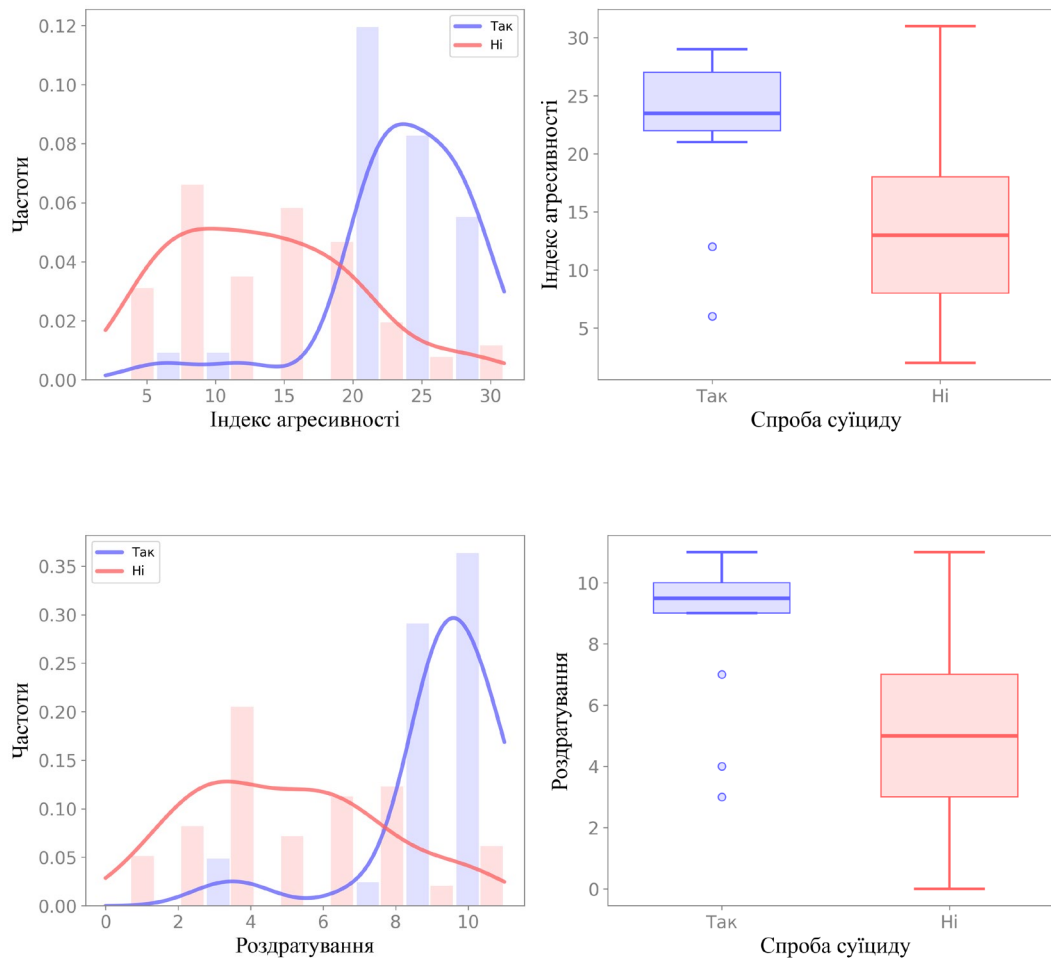 0.12
0.10
0.08
0.06
0.04
0.02
0.00
Частоти
Так
Ні
5
10
15
20
25
30
Індекс агресивності
30
25
20
15
10
5
Індекс агресивності
Так
Ні
Спроба суїциду
0.35
0.30
0.25
0.20
0.15
0.10
0.05
0.00
Частоти
Так
Ні
0
2
4
6
8
10
Роздратування
10
8
6
4
2
0
Роздратування
Так
Ні
Спроба суїциду